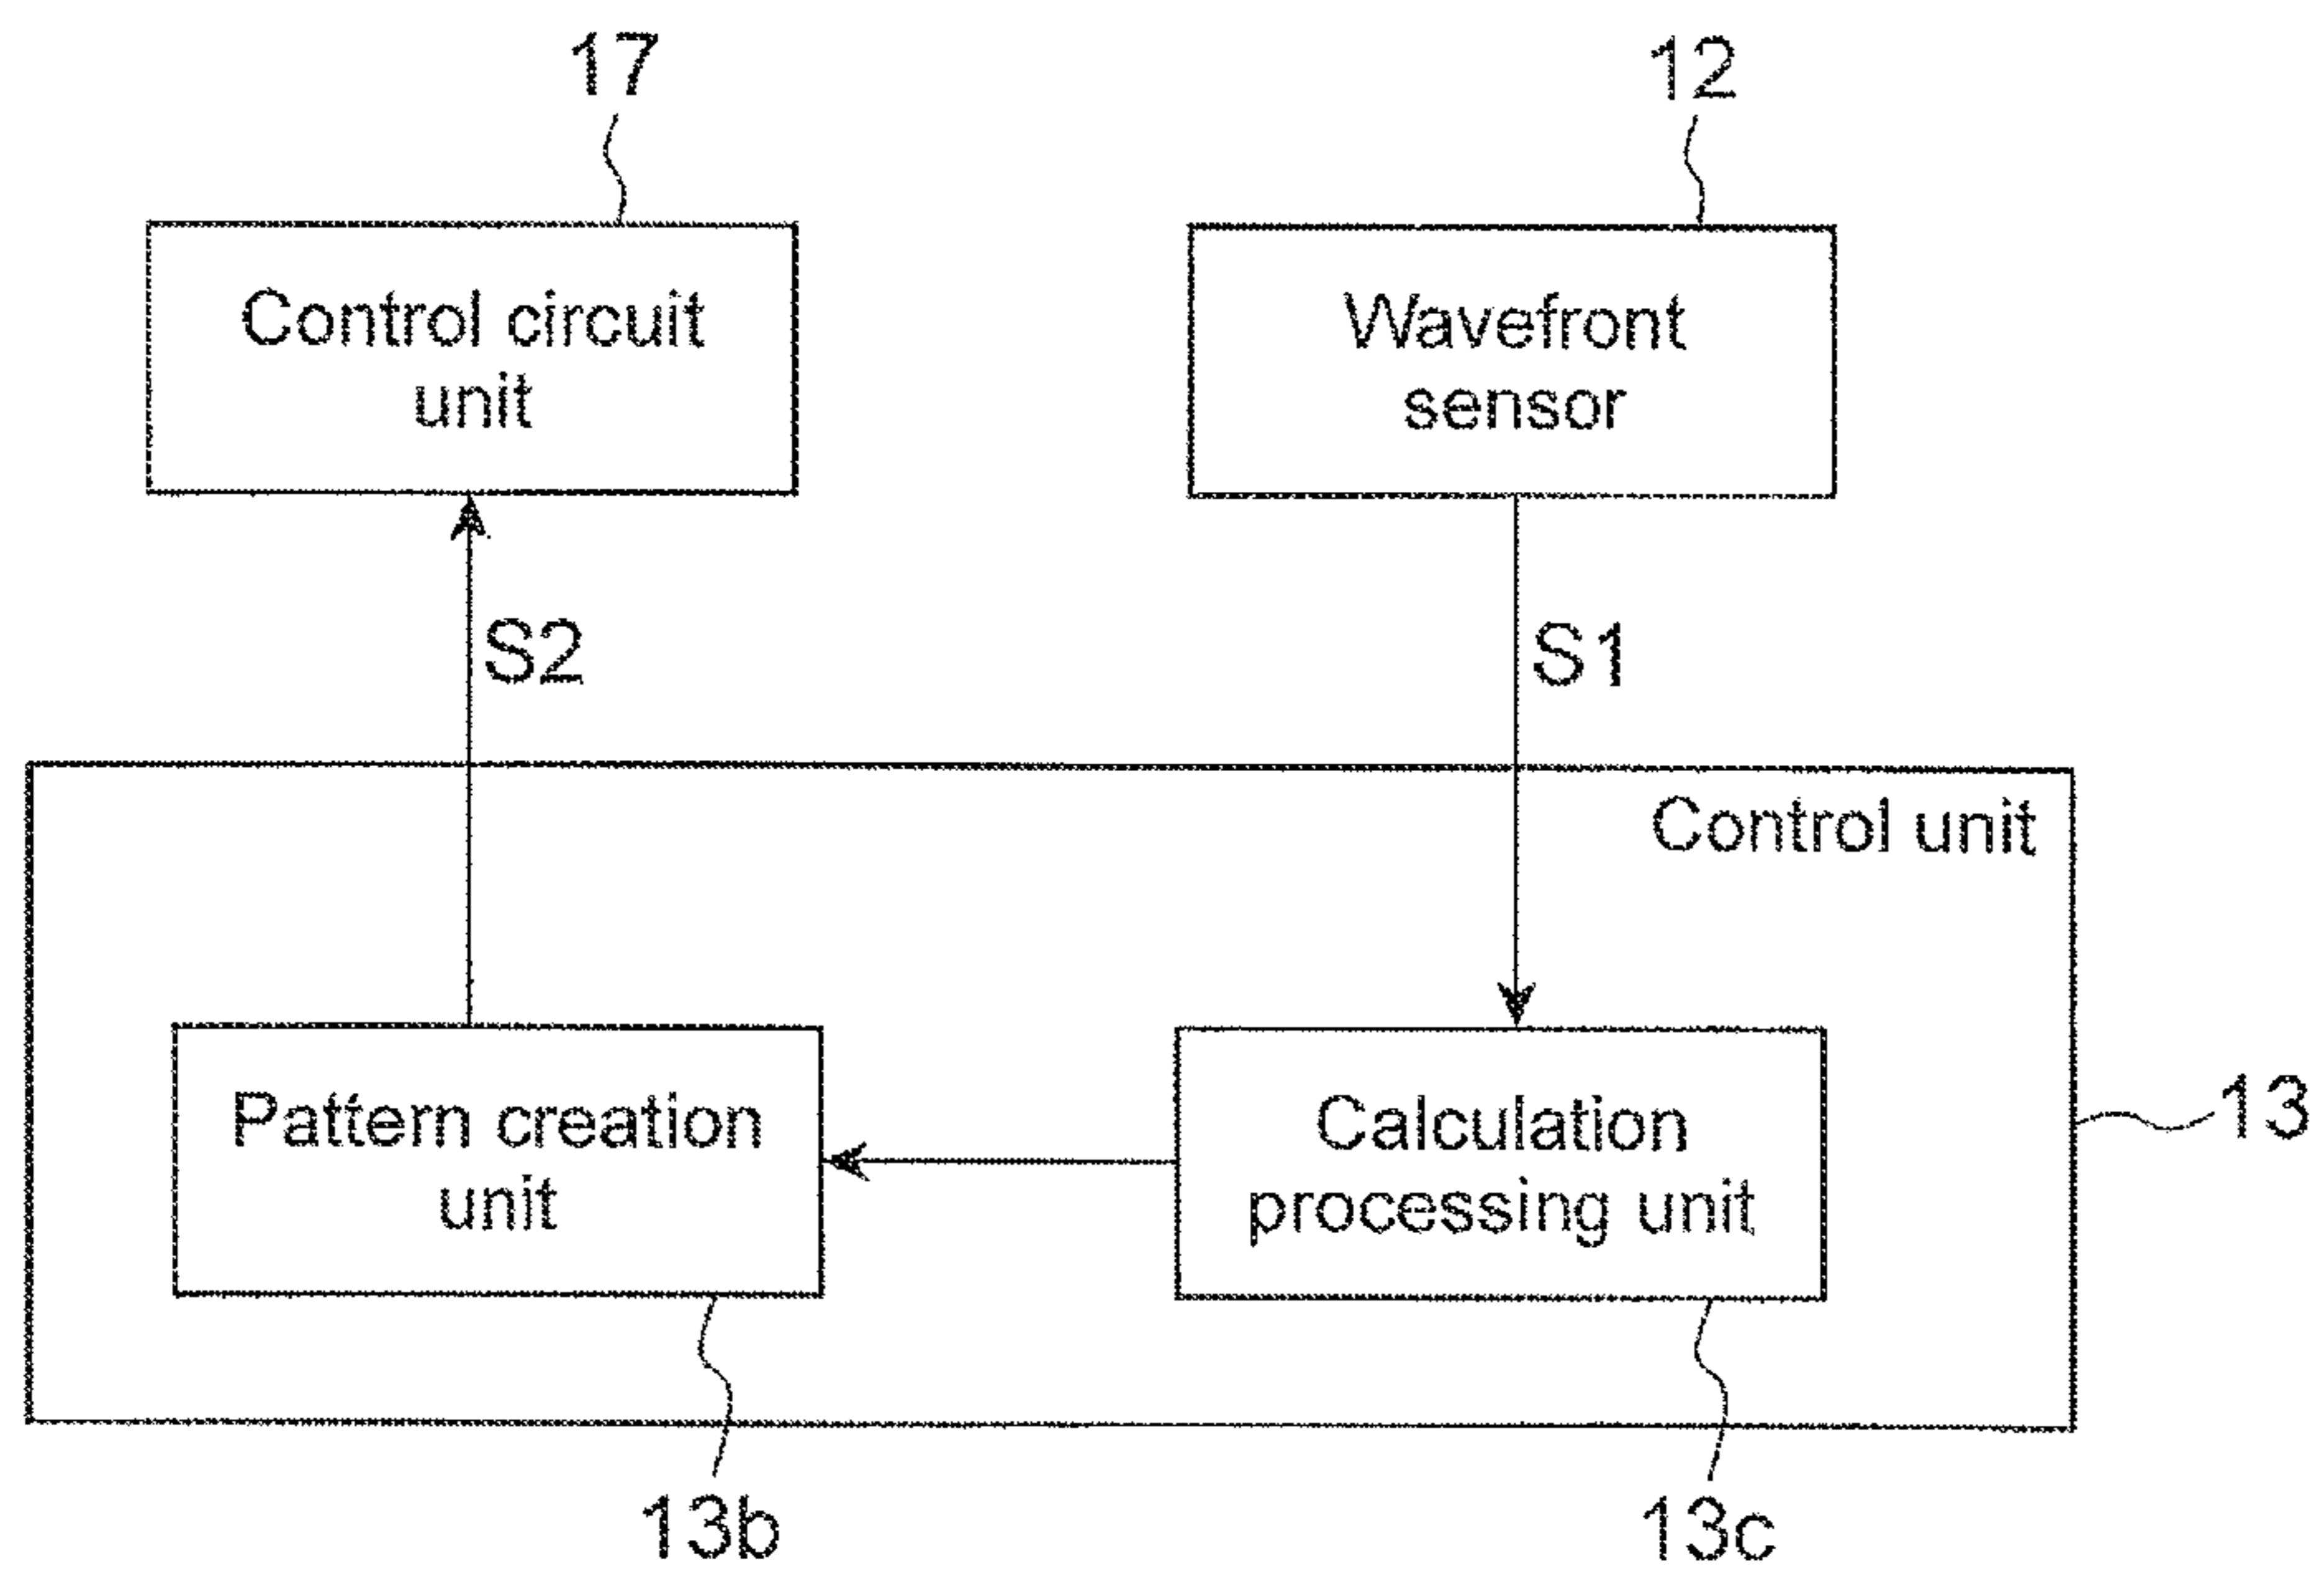 17
12
Control circuit
unit
Wavefront
sensor
S2
S1
Control unit
Pattern creation
unit
Calculation
processing unit
13
13b
13c